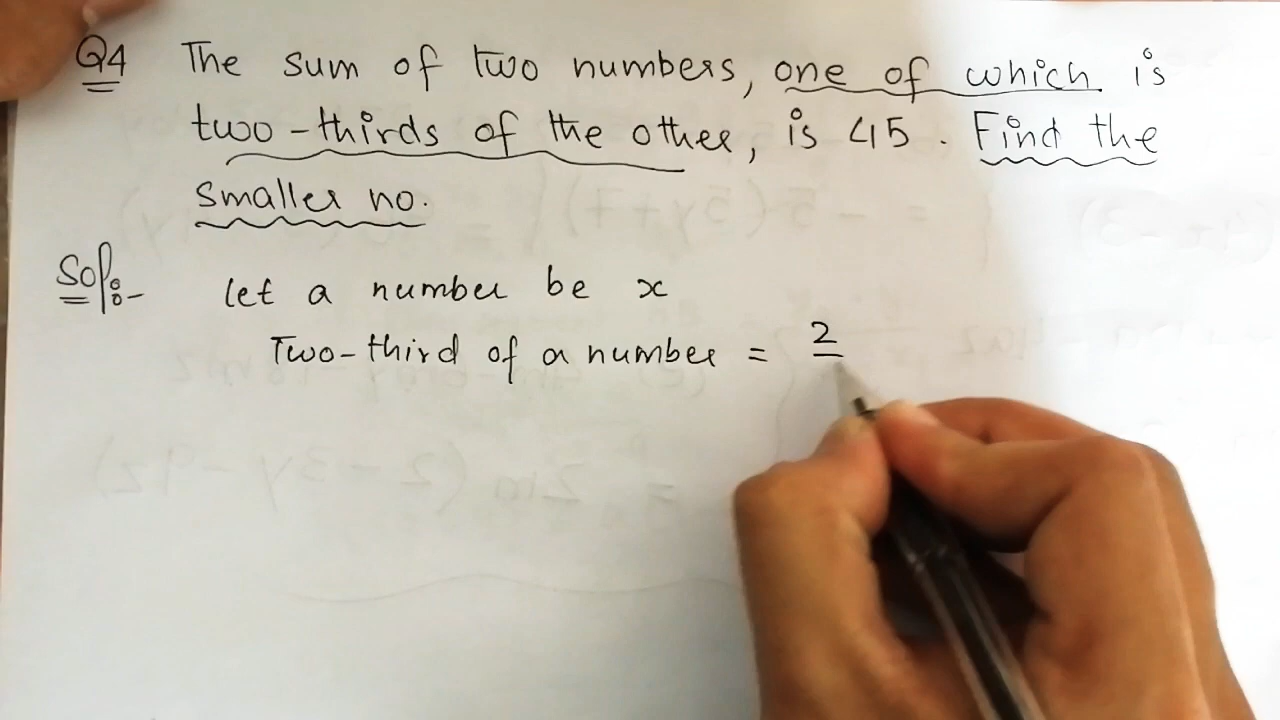 Q4 The sum of two numbers, one of which is
two-thirds of the other, is 45. Find the
smaller no.
Sol:- Let a number be x
Two-third of a number = 2